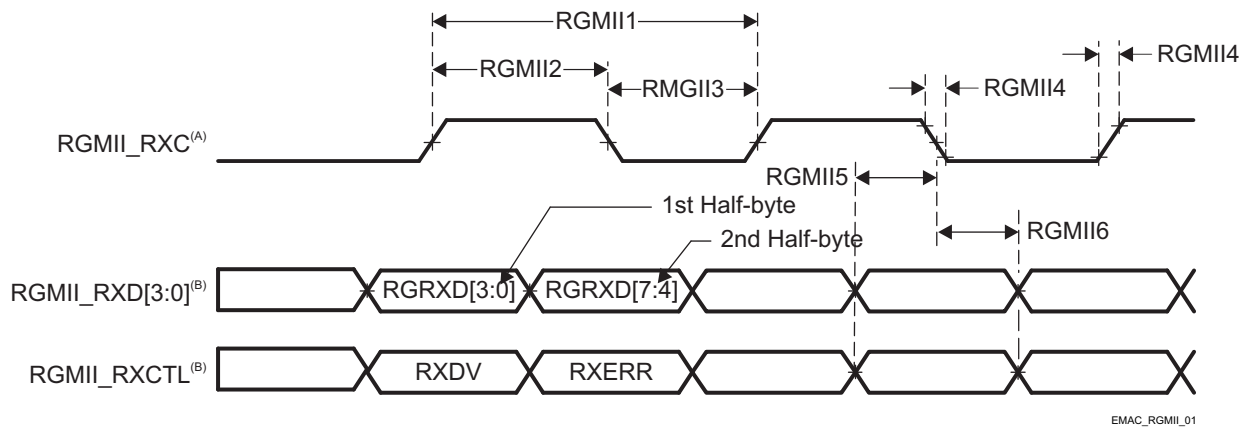 RGMII1
RGMII2
RMGII3
RGMII4
RGMII4
RGMII_RXC(A)
RGMII5
1st Half-byte
2nd Half-byte
RGMII6
RGMII_RXD[3:0](B)
RGRXD[3:0]
RGRXD[7:4]
RGMII_RXCTL(B)
RXDV
RXERR
EMAC_RGMII_01